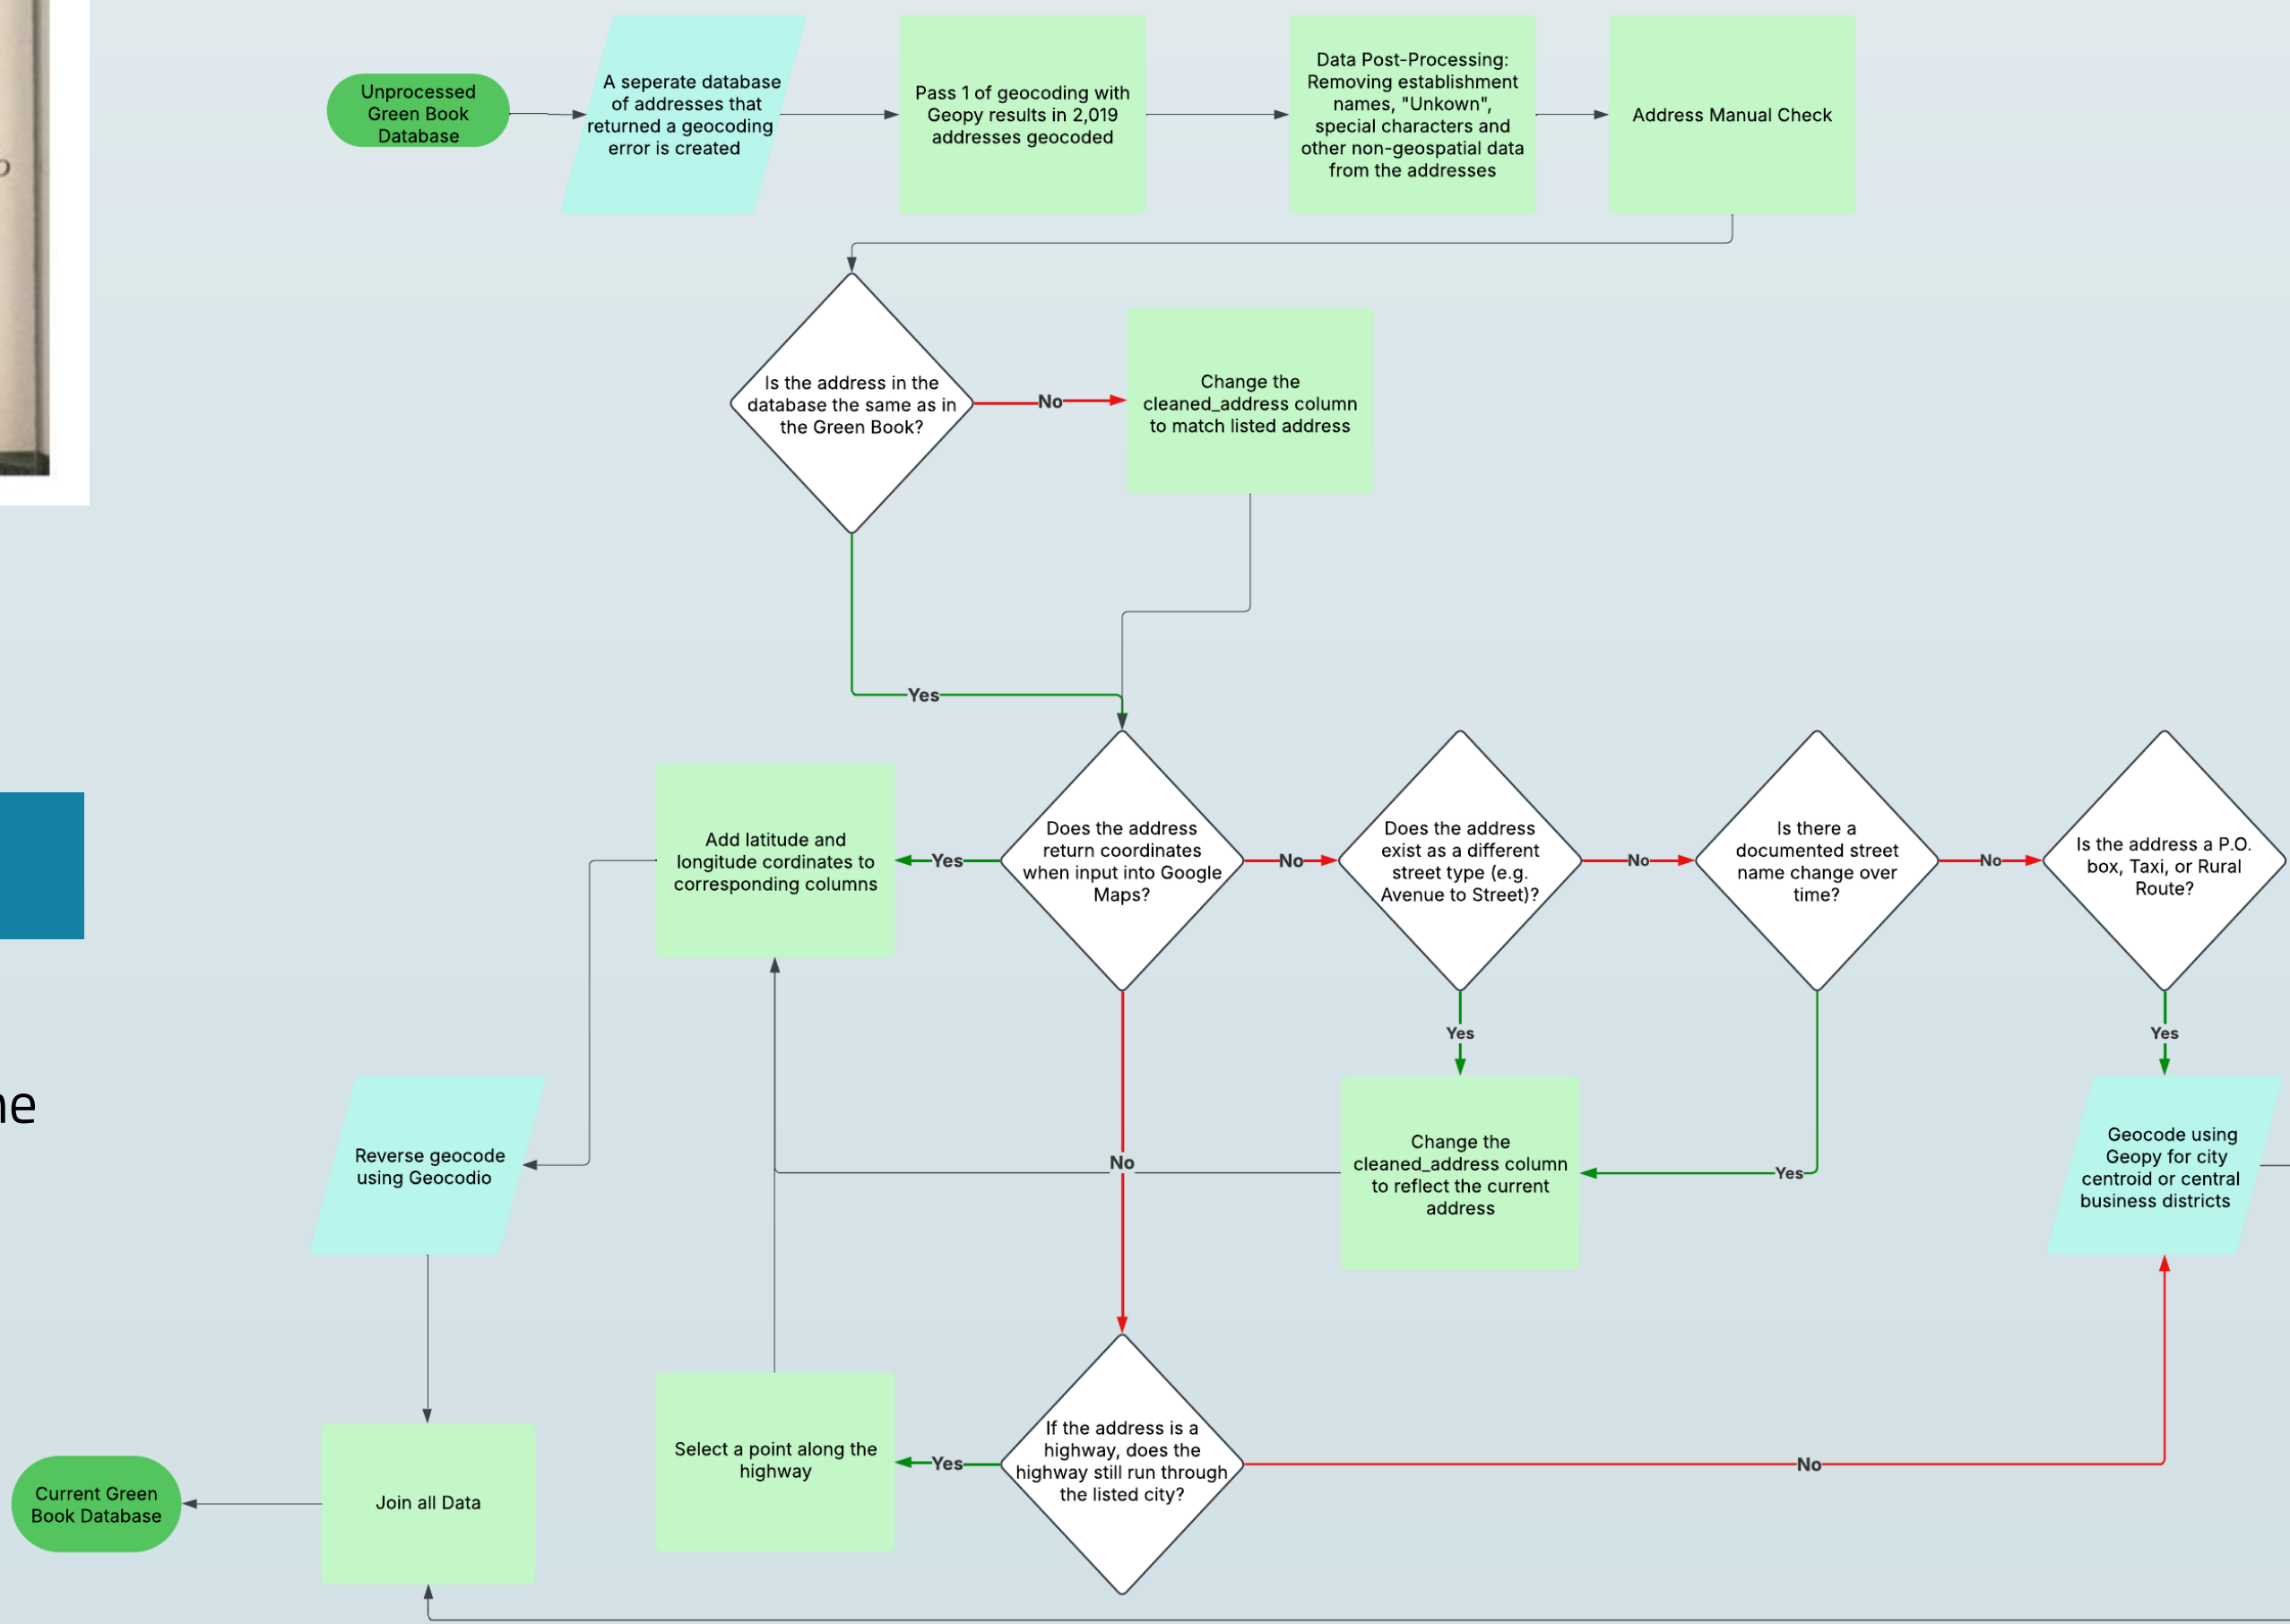 Unprocessed
Green Book
Database
A seperate database
of addresses that
returned a geocoding
error is created
Pass 1 of geocoding with
Geopy results in 2,019
addresses geocoded
Data Post-Processing:
Removing establishment
names, "Unkown",
special characters and
other non-geospatial data
from the addresses
Address Manual Check
Is the address in the
database the same as in
the Green Book?
No
Change the
cleaned_address column
to match listed address
Yes
Add latitude and
longitude cordinates to
corresponding columns
Yes
Does the address
return coordinates
when input into Google
Maps?
No
Does the address
exist as a different
street type (e.g.
Avenue to Street)?
No
Is there a
documented street
name change over
time?
No
Is the address a P.O.
box, Taxi, or Rural
Route?
Yes
Yes
Reverse geocode
using Geocodio
No
Change the
cleaned_address column
to reflect the current
address
Yes
Geocode using
Geopy for city
centroid or central
business districts
Current Green
Book Database
Join all Data
Select a point along the
highway
Yes
If the address is a
highway, does the
highway still run through
the listed city?
No